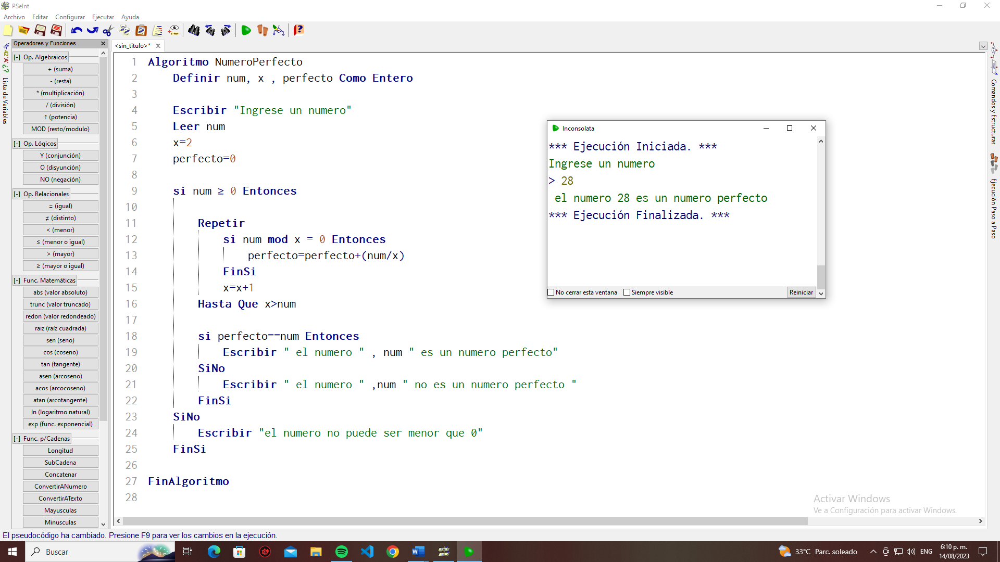 PSeInt
Archivo Editar Configurar Ejecutar Ayuda
Operadores y Funciones
<sin_titulo>*
Lista de Variables
[-] Op. Algebraicos
+ (suma)
- (resta)
* (multiplicación)
/ (división)
↑ (potencia)
MOD (resto/modulo)
[-] Op. Lógicos
Y (conjunción)
O (disyunción)
NO (negación)
[-] Op. Relacionales
= (igual)
≠ (distinto)
< (menor)
≤ (menor o igual)
> (mayor)
≥ (mayor o igual)
[-] Func. Matemáticas
abs (valor absoluto)
trunc (valor truncado)
redon (valor redondeado)
raiz (raíz cuadrada)
sen (seno)
cos (coseno)
tan (tangente)
asen (arcoseno)
acos (arcocoseno)
atan (arcotangente)
ln (logaritmo natural)
exp (func. exponencial)
[-] Func. p/Cadenas
Longitud
SubCadena
Concatenar
ConvertirANumero
ConvertirATexto
Mayusculas
Minusculas
1 Algoritmo NumeroPerfecto
2 Definir num, x , perfecto Como Entero
3
4 Escribir "Ingrese un numero"
5 Leer num
6 x=2
7 perfecto=0
8
9 si num ≥ 0 Entonces
10
11 Repetir
12 si num mod x = 0 Entonces
13 perfecto=perfecto+(num/x)
14 FinSi
15 x=x+1
16 Hasta Que x>num
17
18 si perfecto==num Entonces
19 Escribir " el numero " , num " es un numero perfecto"
20 SiNo
21 Escribir " el numero " ,num " no es un numero perfecto "
22 FinSi
23 SiNo
24 Escribir "el numero no puede ser menor que 0"
25 FinSi
26
27 FinAlgoritmo
28
Inconsolata
*** Ejecución Iniciada. ***
Ingrese un numero
> 28
el numero 28 es un numero perfecto
*** Ejecución Finalizada. ***
No cerrar esta ventana Siempre visible Reiniciar
Comandos y Estructuras
Ejecución Paso a Paso
Activar Windows
Ve a Configuración para activar Windows.
El pseudocódigo ha cambiado. Presione F9 para ver los cambios en la ejecución.
Buscar
33°C Parc. soleado
ENG
6:10 p. m.
14/08/2023